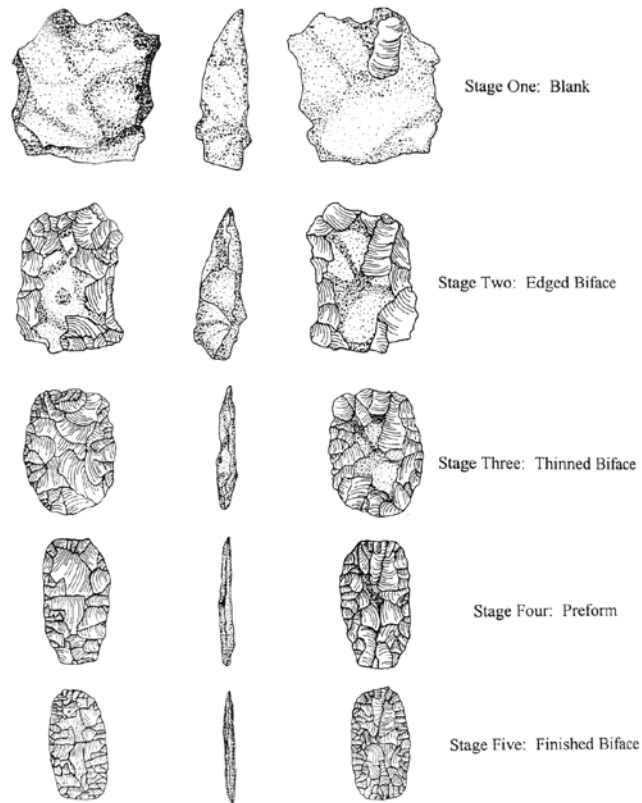 Stage One: Blank
Stage Two: Edged Biface
Stage Three: Thinned Biface
Stage Four: Preform
Stage Five: Finished Biface